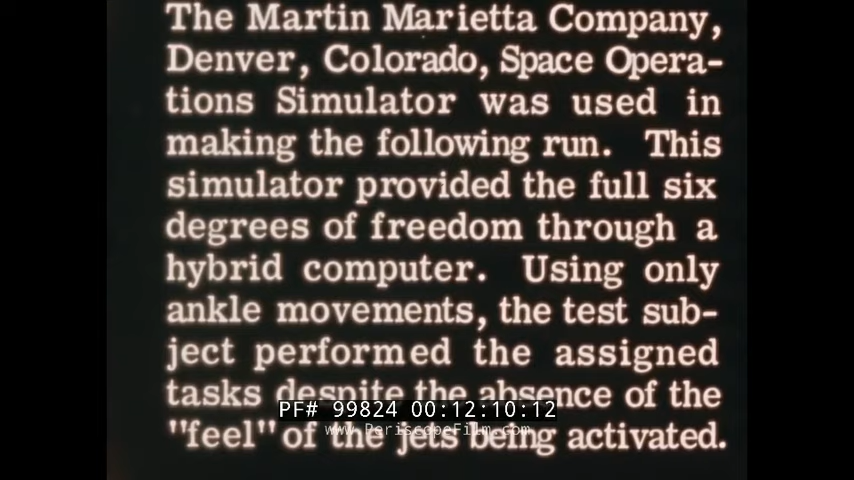 The Martin Marietta Company,
Denver, Colorado, Space Opera-
tions Simulator was used in
making the following run. This
simulator provided the full six
degrees of freedom through a
hybrid computer. Using only
ankle movements, the test sub-
ject performed the assigned
tasks despite the absence of the
PF# 99824 00:12:10:12
"feel" of the jets being activated.
www.PeriscopeFilm.com